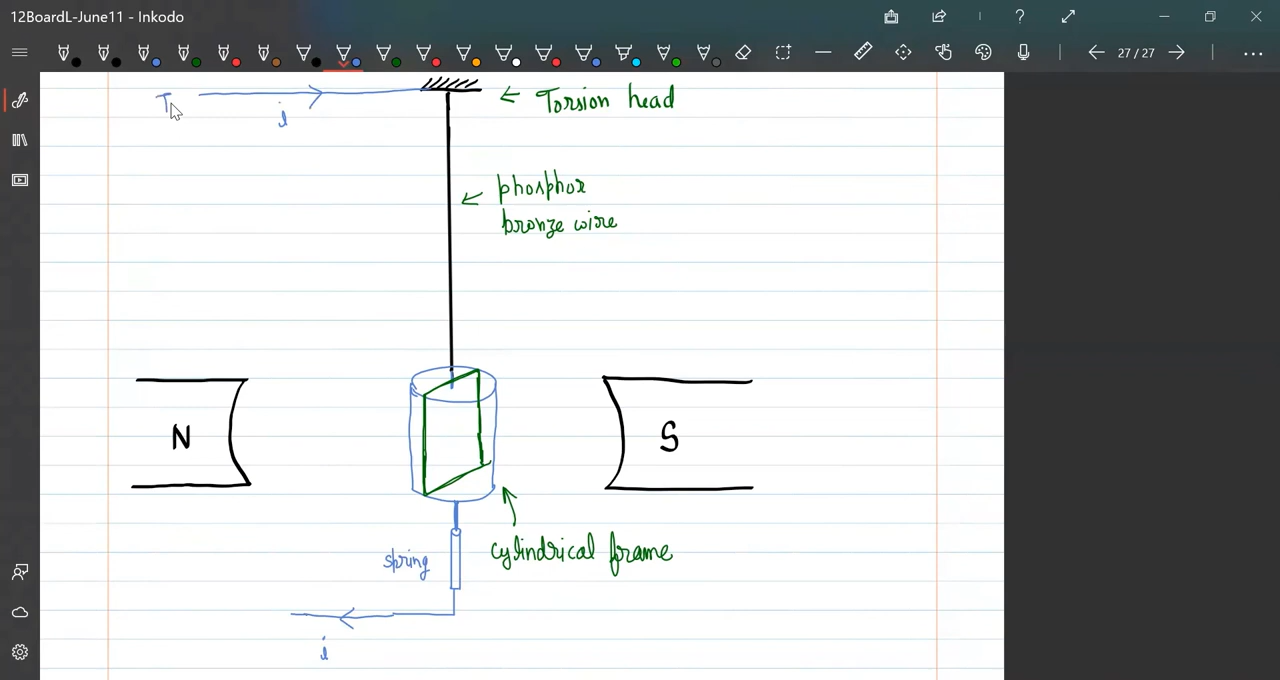 12BoardL-June11 - Inkodo
27/27
T
i
Torsion head
phosphor
bronze wire
N
S
spring
cylindrical frame
i